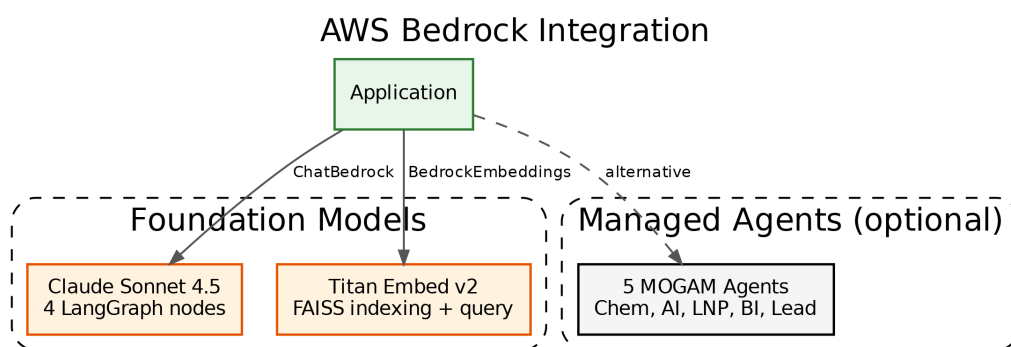 AWS Bedrock Integration
Application
ChatBedrock
BedrockEmbeddings
alternative
Foundation Models
Managed Agents (optional)
Claude Sonnet 4.5
4 LangGraph nodes
Titan Embed v2
FAISS indexing + query
5 MOGAM Agents
Chem, AI, LNP, BI, Lead